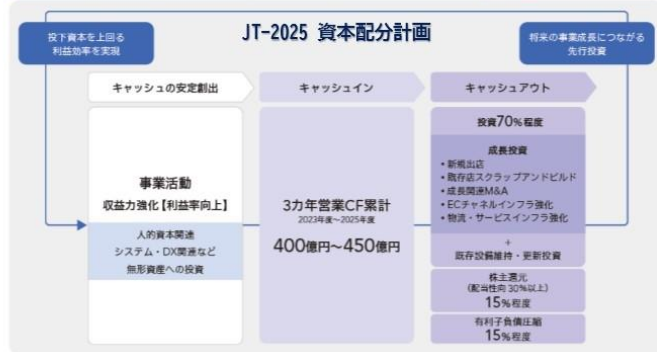 JT-2025 資本配分計画
投下資本を上回る
利益効率を実現
将来の事業成長につながる
先行投資
キャッシュの安定創出
キャッシュイン
キャッシュアウト
事業活動
収益力強化【利益率向上】
人的資本関連
システム・DX関連など
無形資産への投資
3カ年営業CF累計
2023年度～2025年度
400億円～450億円
投資70%程度
成長投資
• 新規出店
• 既存店スクラップアンドビルド
• 成長関連M&A
• ECチャネルインフラ強化
• 物流・サービスインフラ強化
+
既存設備維持・更新投資
株主還元
(配当性向30%以上)
15%程度
有利子負債圧縮
15%程度